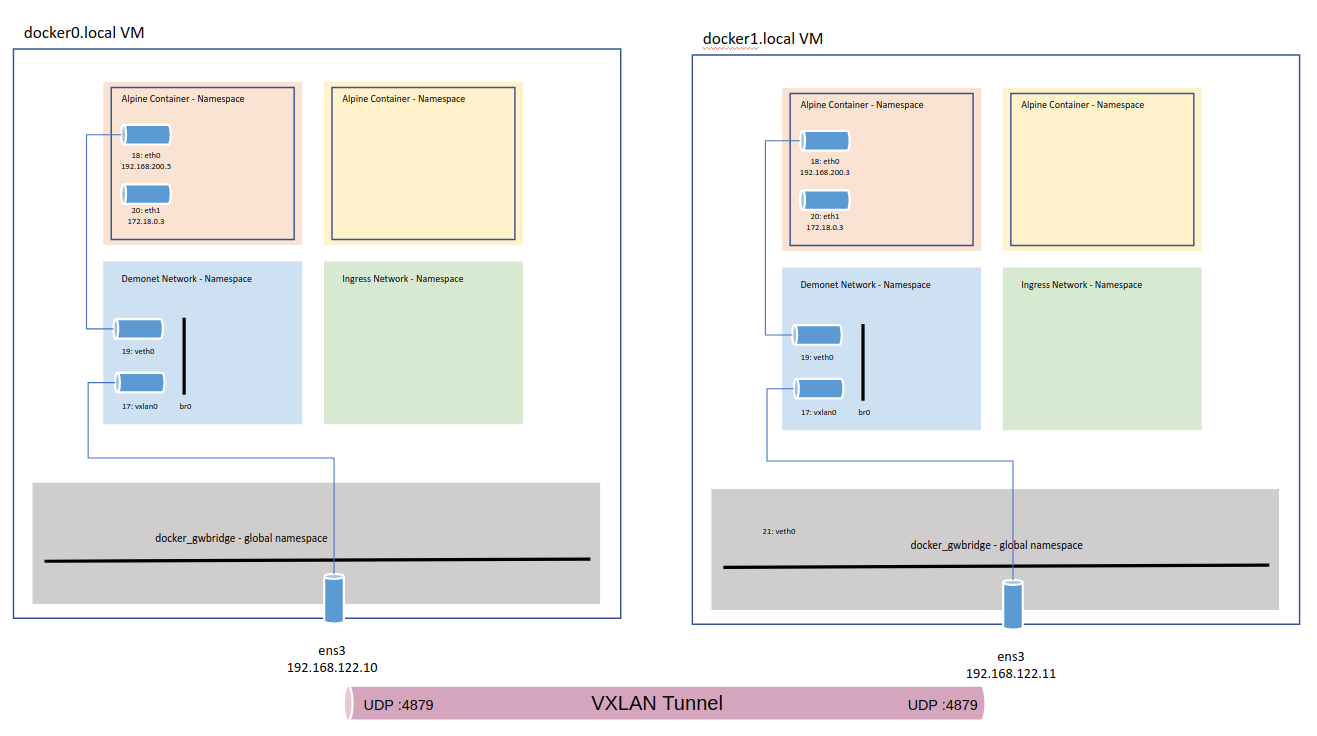 docker0.local VM
Alpine Container - Namespace
18: eth0
192.168.200.5
20: eth1
172.18.0.3
Alpine Container - Namespace
Demonet Network - Namespace
19: veth0
17: vxlan0
br0
Ingress Network - Namespace
docker_gwbridge - global namespace
ens3
192.168.122.10
docker1.local VM
Alpine Container - Namespace
18: eth0
192.168.200.3
20: eth1
172.18.0.3
Alpine Container - Namespace
Demonet Network - Namespace
19: veth0
17: vxlan0
br0
Ingress Network - Namespace
21: veth0
docker_gwbridge - global namespace
ens3
192.168.122.11
UDP :4879
VXLAN Tunnel
UDP :4879